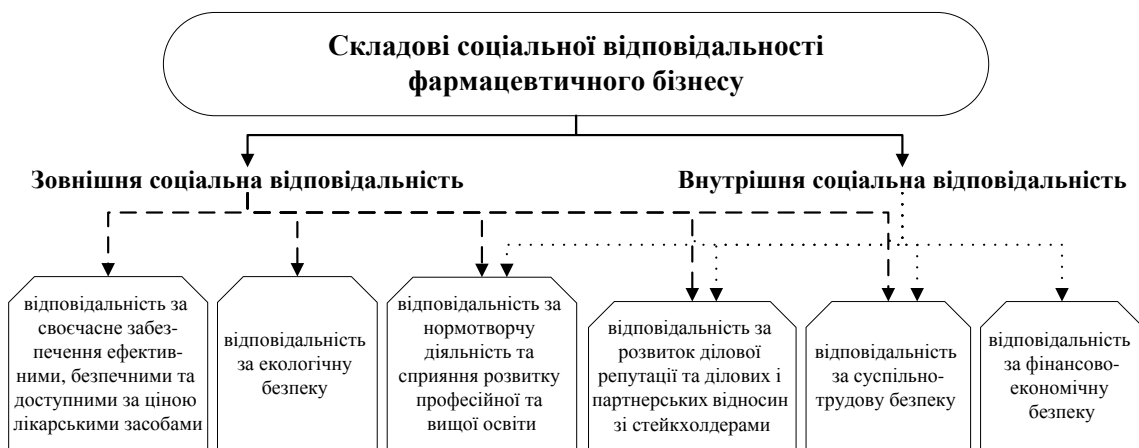 Складові соціальної відповідальності
фармацевтичного бізнесу
Зовнішня соціальна відповідальність
Внутрішня соціальна відповідальність
відповідальність за
своєчасне забез-
печення ефектив-
ними, безпечними та
доступними за ціною
лікарськими засобами
відповідальність
за екологічну
безпеку
відповідальність за
нормотворчу
діяльність та
сприяння розвитку
професійної та
вищої освіти
відповідальність за
розвиток ділової
репутації та ділових і
партнерських відносин
зі стейкхолдерами
відповідальність
за суспільно-
трудову безпеку
відповідальність
за фінансово-
економічну
безпеку